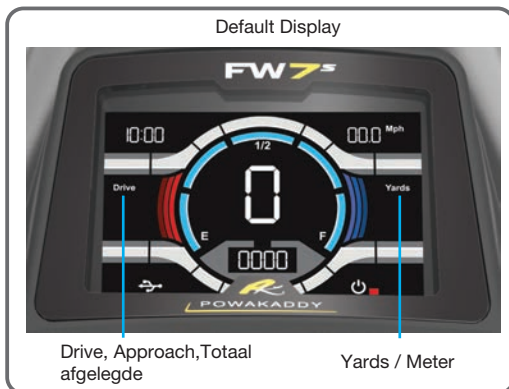 Default Display
FW7s
10:00
00.0 Mph
1/2
Drive
0
Yards
E
F
0000
POWAKADDY
Drive, Approach,Totaal
afgelegde
Yards / Meter